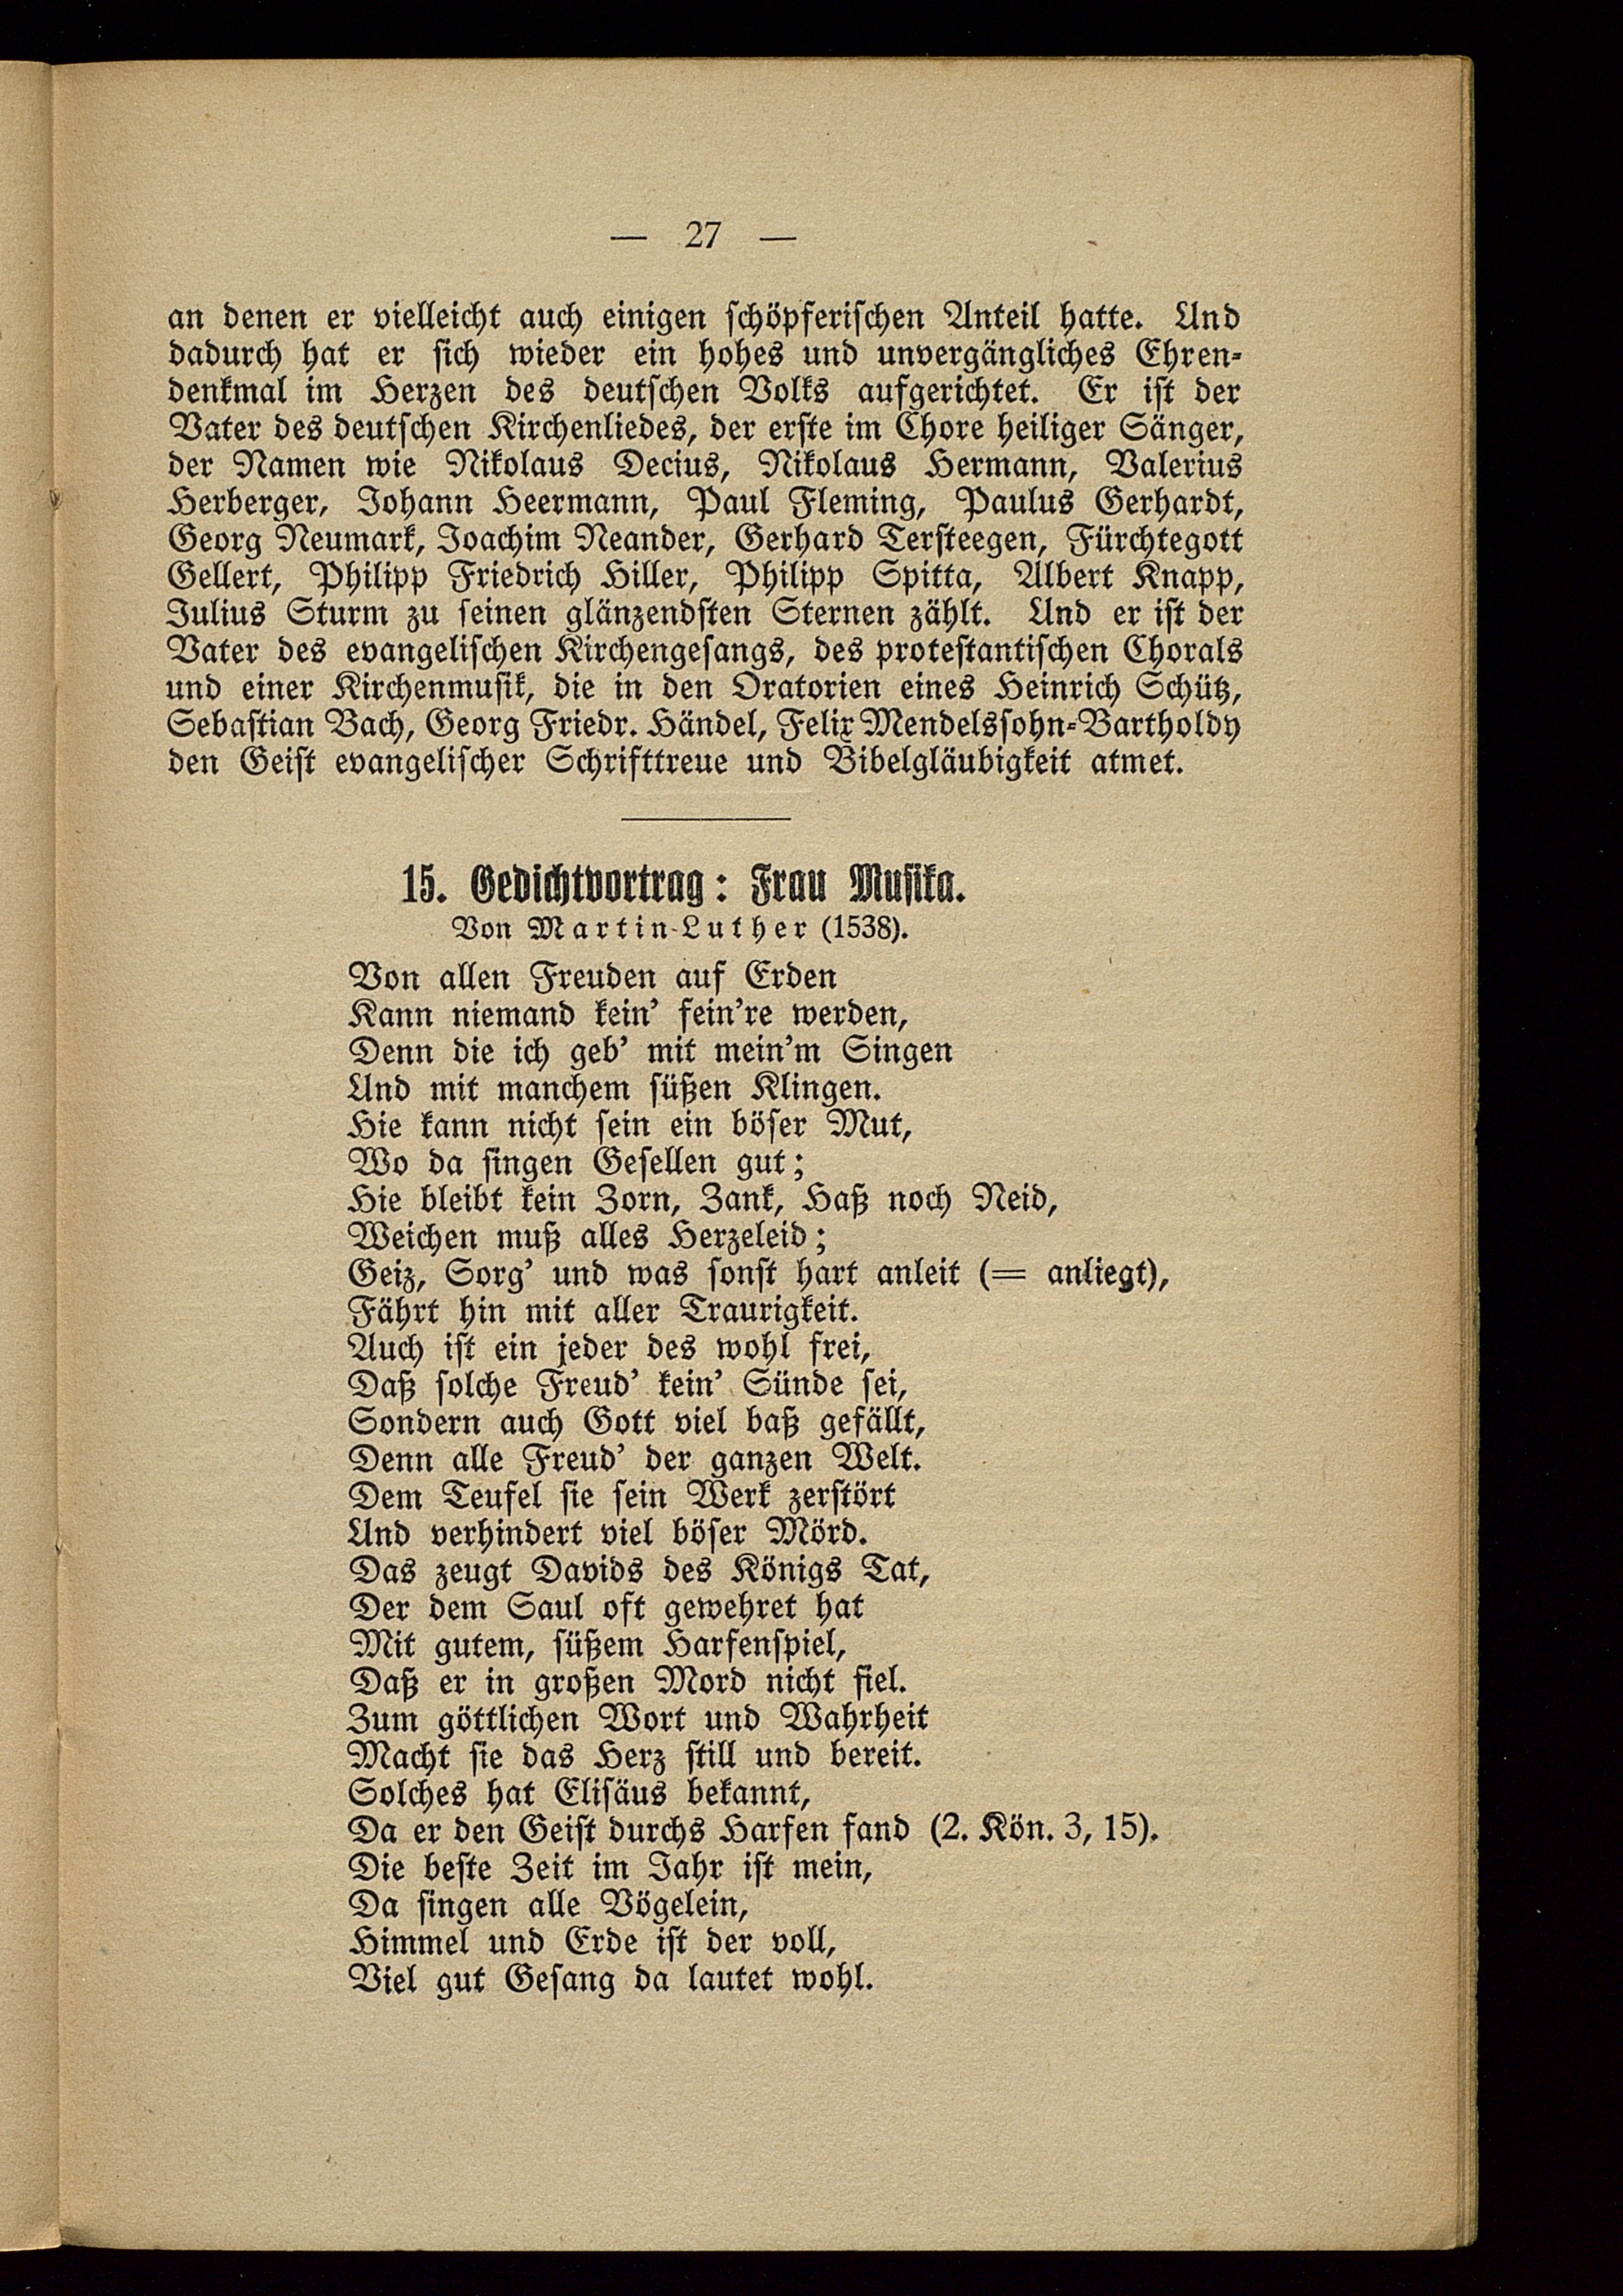 — 27 —
an denen er vielleicht auch einigen schöpferischen Anteil hatte. Und
dadurch hat er sich wieder ein hohes und unvergängliches Ehren-
denkmal im Herzen des deutschen Volks aufgerichtet. Er ist der
Vater des deutschen Kirchenliedes, der erste im Chore heiliger Sänger,
der Namen wie Nikolaus Decius, Nikolaus Hermann, Valerius
Herberger, Johann Heermann, Paul Fleming, Paulus Gerhardt,
Georg Neumark, Joachim Neander, Gerhard Tersteegen, Fürchtegott
Gellert, Philipp Friedrich Hiller, Philipp Spitta, Albert Knapp,
Julius Sturm zu seinen glänzendsten Sternen zählt. Und er ist der
Vater des evangelischen Kirchengesangs, des protestantischen Chorals
und einer Kirchenmusik, die in den Oratorien eines Heinrich Schütz,
Sebastian Bach, Georg Friedr. Händel, Felix Mendelssohn-Bartholdy
den Geist evangelischer Schrifttreue und Bibelgläubigkeit atmet.
15. Gedichtvortrag: Frau Musika.
Von Martin-Luther (1538).
Von allen Freuden auf Erden
Kann niemand kein' fein're werden,
Denn die ich geb' mit mein'm Singen
Und mit manchem süßen Klingen.
Hie kann nicht sein ein böser Mut,
Wo da singen Gesellen gut;
Hie bleibt kein Zorn, Zank, Haß noch Neid,
Weichen muß alles Herzeleid;
Geiz, Sorg' und was sonst hart anleit (= anliegt),
Fährt hin mit aller Traurigkeit.
Auch ist ein jeder des wohl frei,
Daß solche Freud' kein' Sünde sei,
Sondern auch Gott viel baß gefällt,
Denn alle Freud' der ganzen Welt.
Dem Teufel sie sein Werk zerstört
Und verhindert viel böser Mörd.
Das zeugt Davids des Königs Tat,
Der dem Saul oft gewehret hat
Mit gutem, süßem Harfenspiel,
Daß er in großen Mord nicht fiel.
Zum göttlichen Wort und Wahrheit
Macht sie das Herz still und bereit.
Solches hat Elisäus bekannt,
Da er den Geist durchs Harfen fand (2. Kön. 3, 15).
Die beste Zeit im Jahr ist mein,
Da singen alle Vögelein,
Himmel und Erde ist der voll,
Viel gut Gesang da lautet wohl.